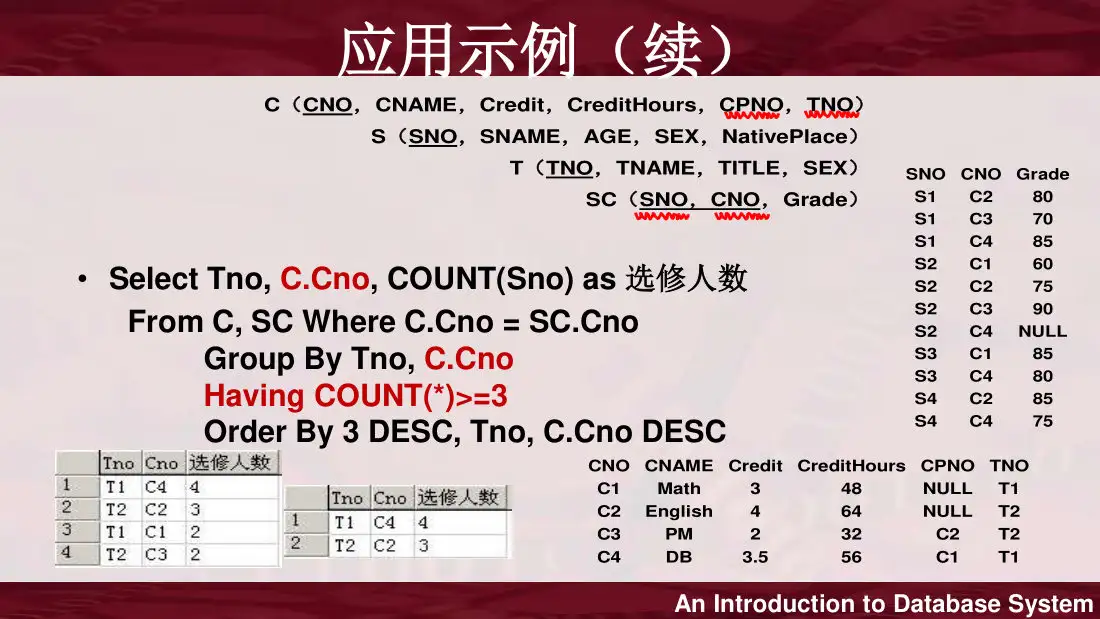 应用示例（续）
C（CNO，CNAME，Credit，CreditHours，CPNO，TNO）
S（SNO，SNAME，AGE，SEX，NativePlace）
T（TNO，TNAME，TITLE，SEX）
SC（SNO，CNO，Grade）
SNO CNO Grade
S1 C2 80
S1 C3 70
S1 C4 85
S2 C1 60
S2 C2 75
S2 C3 90
S2 C4 NULL
S3 C1 85
S3 C4 80
S4 C2 85
S4 C4 75
• Select Tno, C.Cno, COUNT(Sno) as 选修人数
From C, SC Where C.Cno = SC.Cno
Group By Tno, C.Cno
Having COUNT(*)>=3
Order By 3 DESC, Tno, C.Cno DESC
Tno Cno 选修人数
1 T1 C4 4
2 T2 C2 3
3 T1 C1 2
4 T2 C3 2
Tno Cno 选修人数
1 T1 C4 4
2 T2 C2 3
CNO CNAME Credit CreditHours CPNO TNO
C1 Math 3 48 NULL T1
C2 English 4 64 NULL T2
C3 PM 2 32 C2 T2
C4 DB 3.5 56 C1 T1
An Introduction to Database System